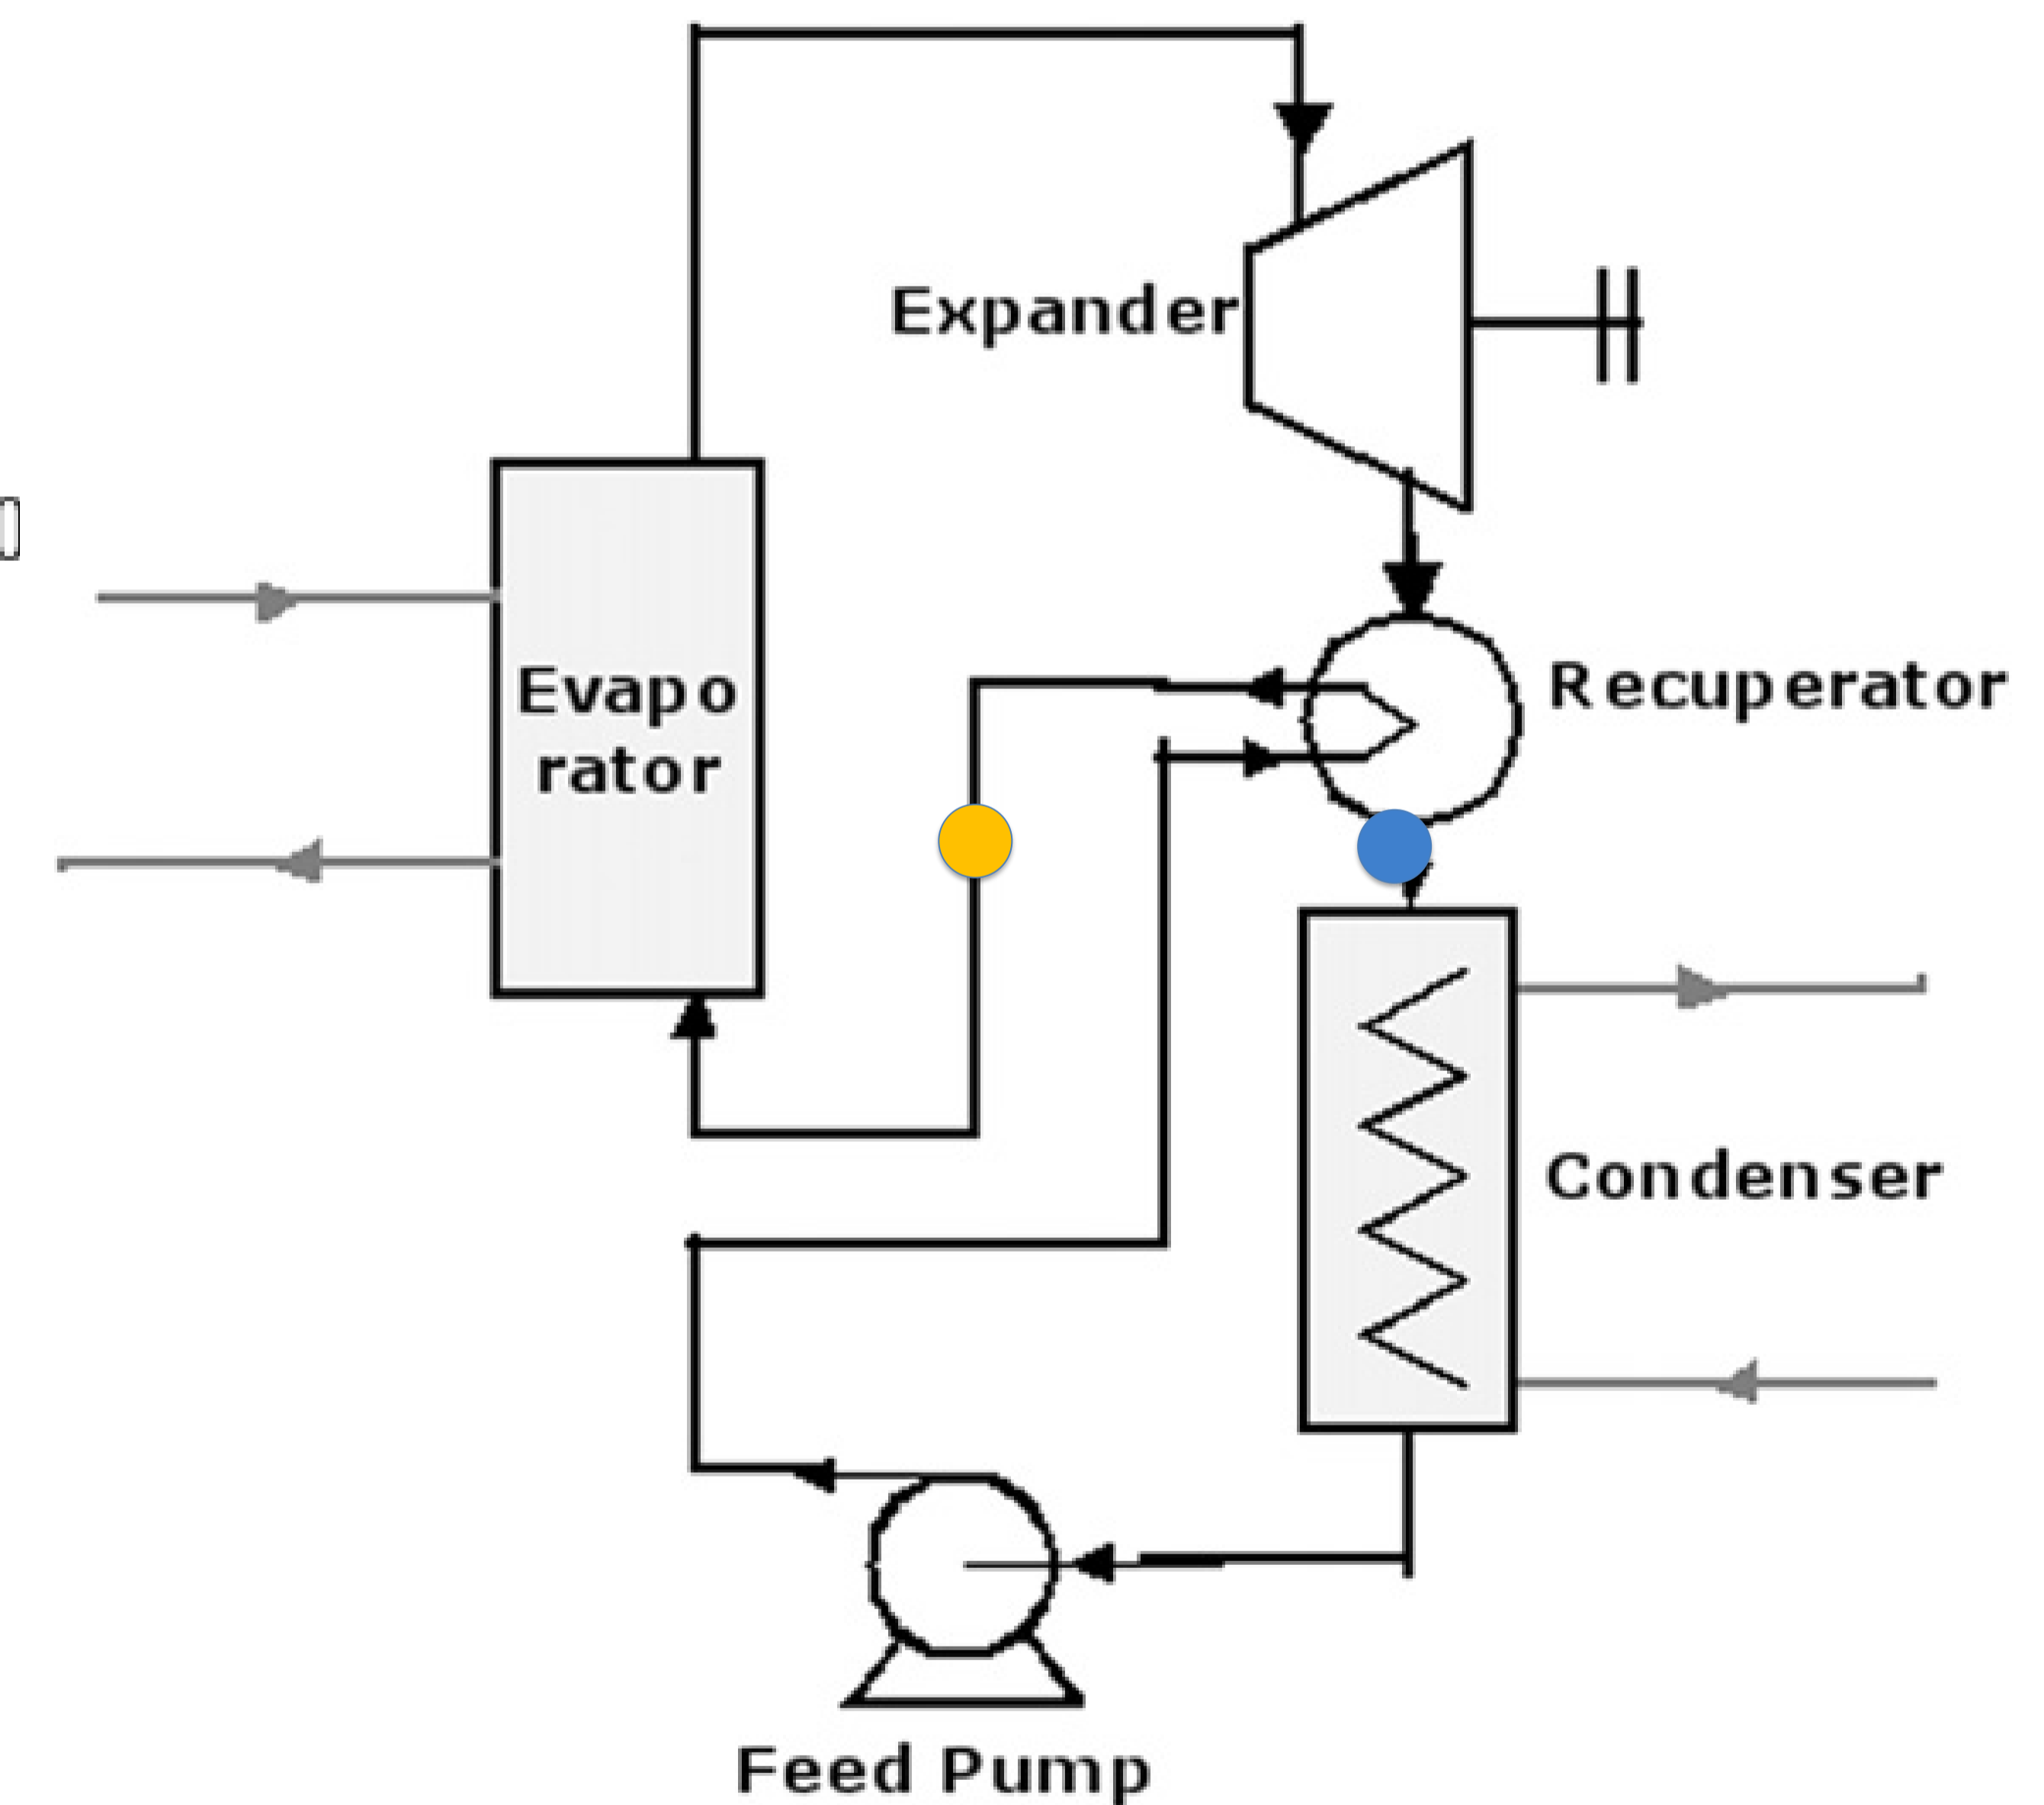 Expander
Evapo
rator
Recuperator
Condenser
Feed Pump